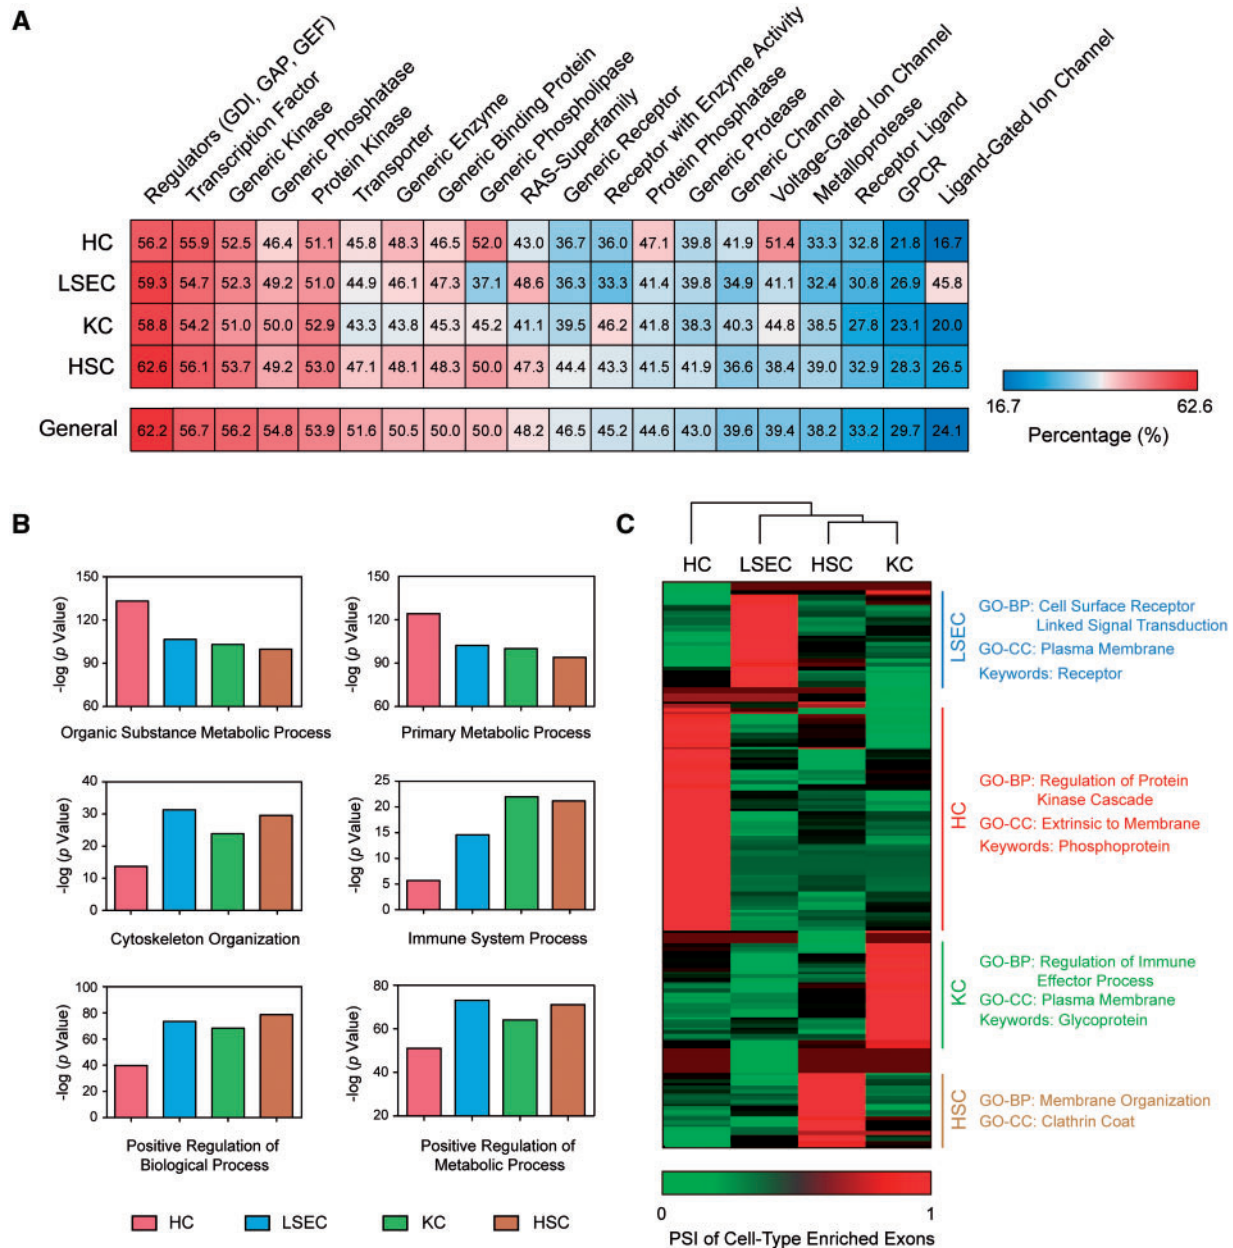 A
Regulators (GDI, GAP, GEF)
Transcription Factor
Generic Kinase
Generic Phosphatase
Protein Kinase
Transporter
Generic Enzyme
Generic Binding Protein
Generic Phospholipase
RAS-Superfamily
Generic Receptor
Receptor with Enzyme Activity
Protein Phosphatase
Generic Protease
Generic Channel
Voltage-Gated Ion Channel
Metalloprotease
Receptor Ligand
GPCR
Ligand-Gated Ion Channel
HC 56.2 55.9 52.5 46.4 51.1 45.8 48.3 46.5 52.0 43.0 36.7 36.0 47.1 39.8 41.9 51.4 33.3 32.8 21.8 16.7
LSEC 59.3 54.7 52.3 49.2 51.0 44.9 46.1 47.3 37.1 48.6 36.3 33.3 41.4 39.8 34.9 41.1 32.4 30.8 26.9 45.8
KC 58.8 54.2 51.0 50.0 52.9 43.3 43.8 45.3 45.2 41.1 39.5 46.2 41.8 38.3 40.3 44.8 38.5 27.8 23.1 20.0
HSC 62.6 56.1 53.7 49.2 53.0 47.1 48.1 48.3 50.0 47.3 44.4 43.3 41.5 41.9 36.6 38.4 39.0 32.9 28.3 26.5
General 62.2 56.7 56.2 54.8 53.9 51.6 50.5 50.0 50.0 48.2 46.5 45.2 44.6 43.0 39.6 39.4 38.2 33.2 29.7 24.1
16.7 62.6
Percentage (%)
B
150
120
90
60
-log (p Value)
Organic Substance Metabolic Process
150
120
90
60
-log (p Value)
Primary Metabolic Process
40
30
20
10
0
-log (p Value)
Cytoskeleton Organization
25
20
15
10
5
0
-log (p Value)
Immune System Process
100
80
60
40
20
0
-log (p Value)
Positive Regulation of
Biological Process
80
60
40
20
-log (p Value)
Positive Regulation of
Metabolic Process
HC LSEC KC HSC
C
HC LSEC HSC KC
LSEC
GO-BP: Cell Surface Receptor
Linked Signal Transduction
GO-CC: Plasma Membrane
Keywords: Receptor
HC
GO-BP: Regulation of Protein
Kinase Cascade
GO-CC: Extrinsic to Membrane
Keywords: Phosphoprotein
KC
GO-BP: Regulation of Immune
Effector Process
GO-CC: Plasma Membrane
Keywords: Glycoprotein
HSC
GO-BP: Membrane Organization
GO-CC: Clathrin Coat
0 1
PSI of Cell-Type Enriched Exons